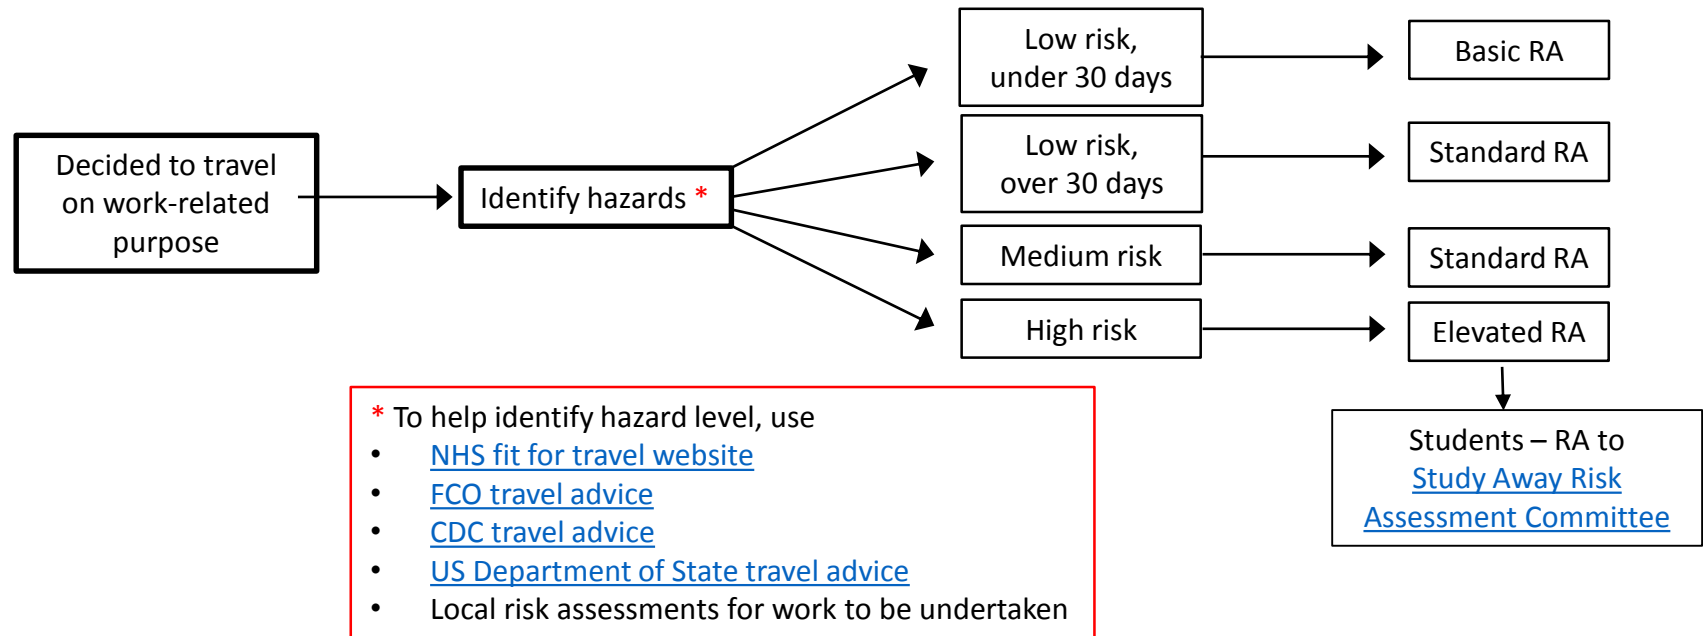 Decided to travel
on work-related
purpose
Identify hazards *
Low risk,
under 30 days
Basic RA
Low risk,
over 30 days
Standard RA
Medium risk
Standard RA
High risk
Elevated RA
Students – RA to
Study Away Risk
Assessment Committee
* To help identify hazard level, use
• NHS fit for travel website
• FCO travel advice
• CDC travel advice
• US Department of State travel advice
• Local risk assessments for work to be undertaken